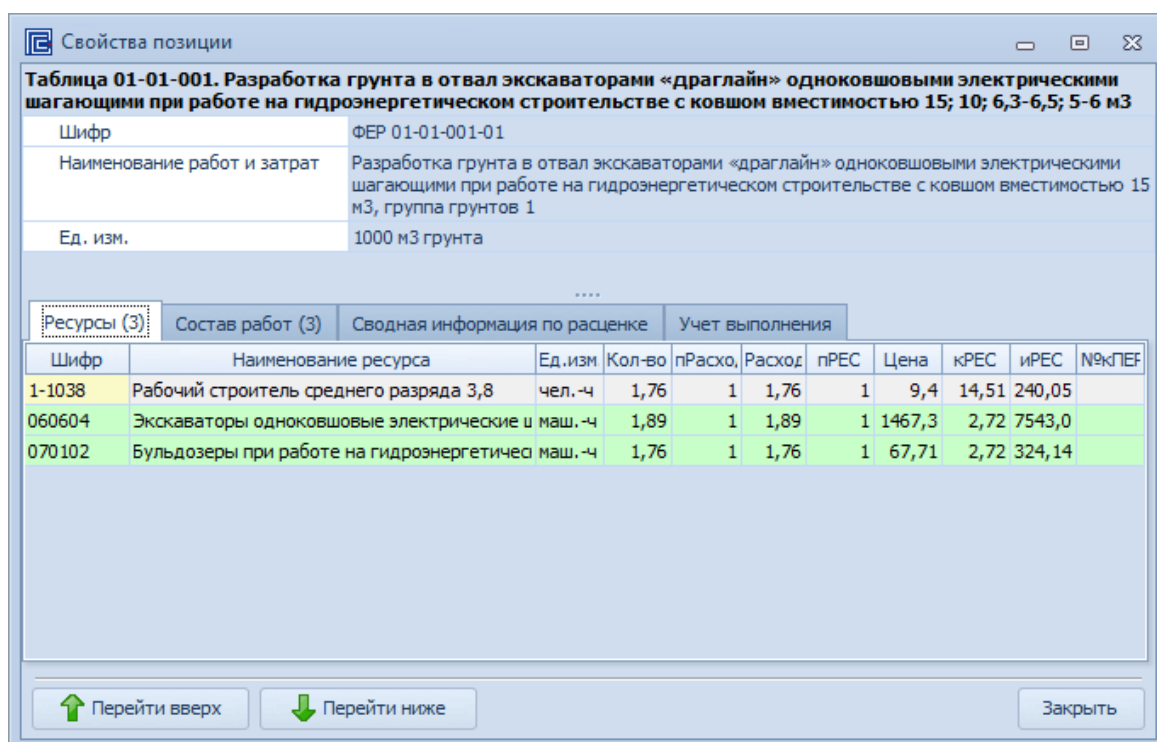 Свойства позиции
Таблица 01-01-001. Разработка грунта в отвал экскаваторами «драглайн» одноковшовыми электрическими
шагающими при работе на гидроэнергетическом строительстве с ковшом вместимостью 15; 10; 6,3-6,5; 5-6 м3
Шифр ФЕР 01-01-001-01
Наименование работ и затрат Разработка грунта в отвал экскаваторами «драглайн» одноковшовыми электрическими
шагающими при работе на гидроэнергетическом строительстве с ковшом вместимостью 15
м3, группа грунтов 1
Ед. изм. 1000 м3 грунта
Ресурсы (3) Состав работ (3) Сводная информация по расценке Учет выполнения
Шифр Наименование ресурса Ед.изм Кол-во пРасхо, Расход пРЕС Цена кРЕС иРЕС №кПЕР
1-1038 Рабочий строитель среднего разряда 3,8 чел.-ч 1,76 1 1,76 1 9,4 14,51 240,05
060604 Экскаваторы одноковшовые электрические ш маш.-ч 1,89 1 1,89 1 1467,3 2,72 7543,0
070102 Бульдозеры при работе на гидроэнергетичесі маш.-ч 1,76 1 1,76 1 67,71 2,72 324,14
Перейти вверх Перейти ниже Закрыть